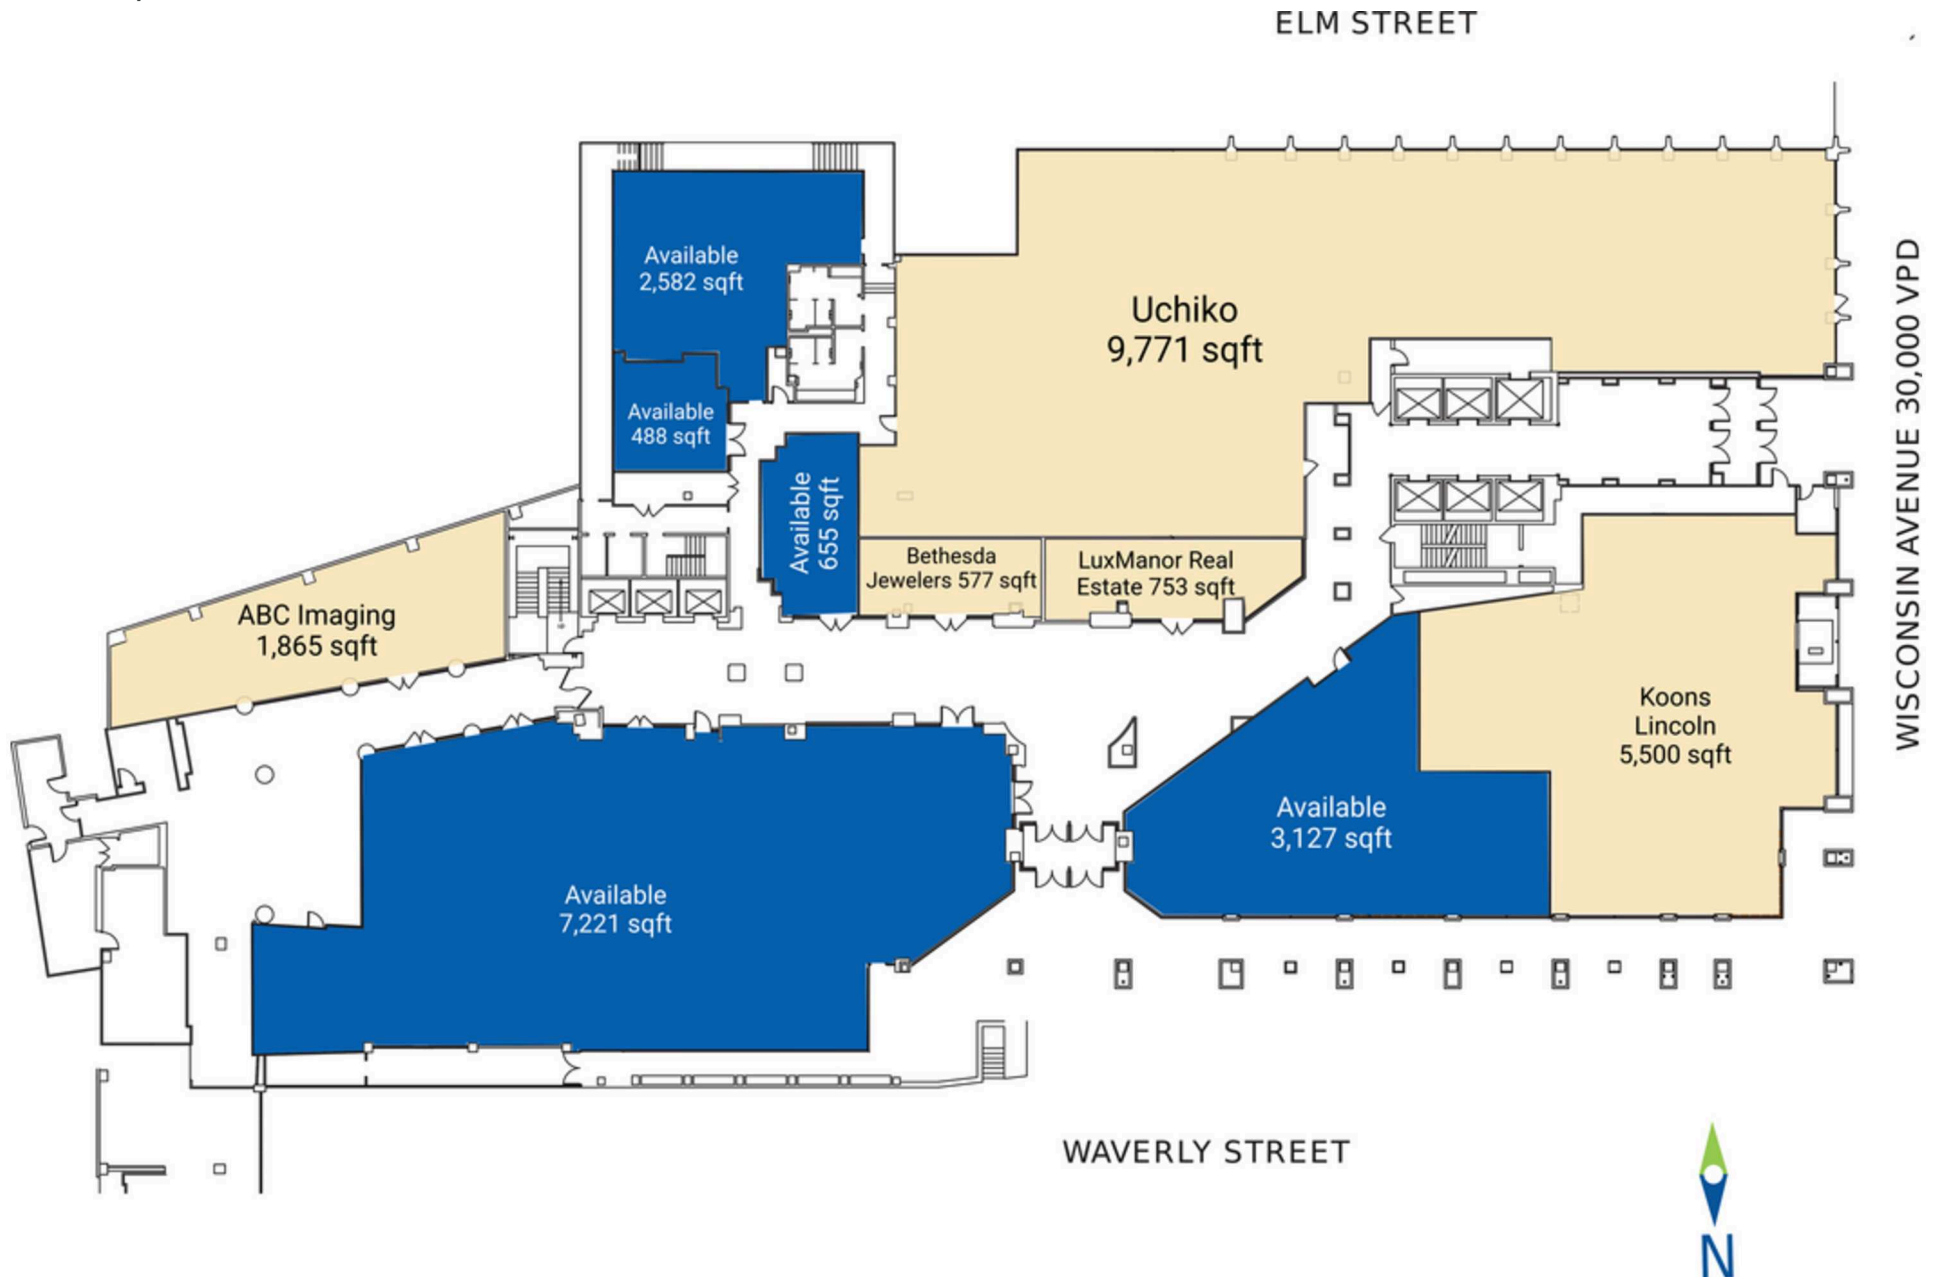 ELM STREET
Available
2,582 sqft
Uchiko
9,771 sqft
Available
488 sqft
Available
655 sqft
Bethesda
Jewelers 577 sqft
LuxManor Real
Estate 753 sqft
ABC Imaging
1,865 sqft
Koons
Lincoln
5,500 sqft
Available
3,127 sqft
Available
7,221 sqft
WISCONSIN AVENUE 30,000 VPD
WAVERLY STREET
N